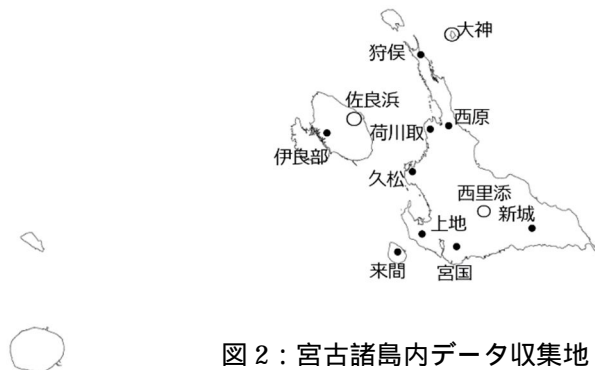 大神
狩俣
佐良浜
荷川取
西原
伊良部
久松
西里添
新城
上地
来間
宮国
図2：宮古諸島内データ収集地